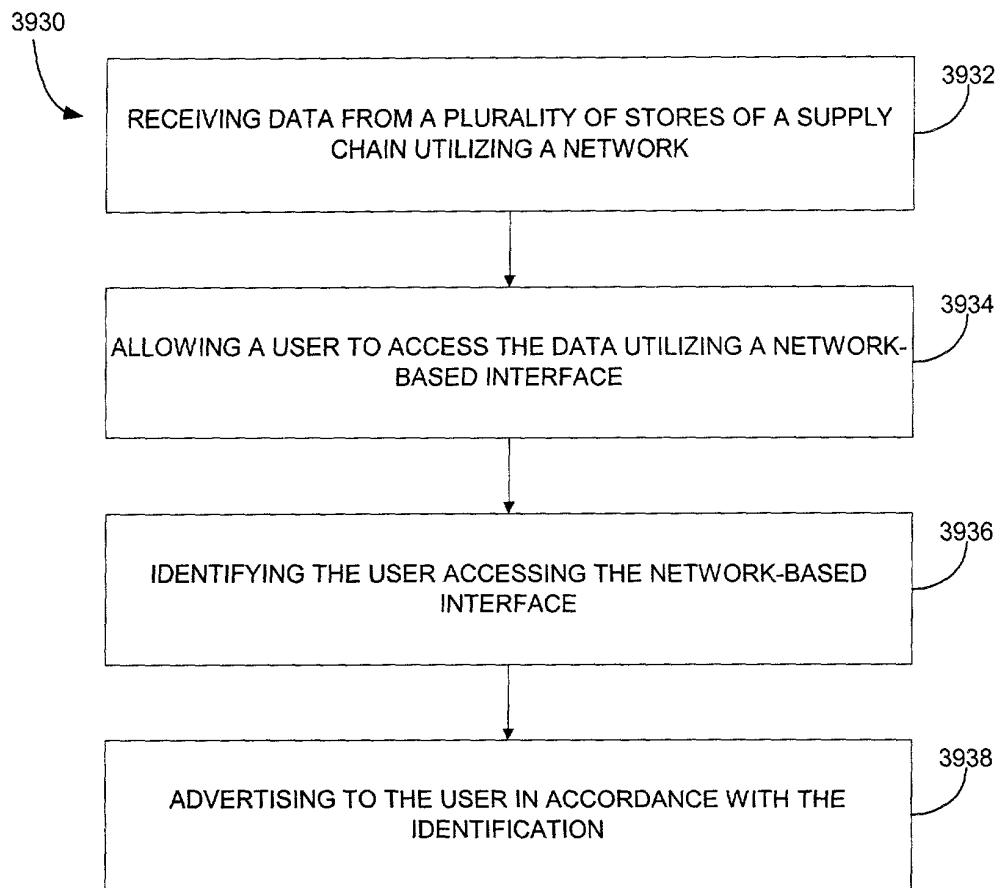 3930
3932
RECEIVING DATA FROM A PLURALITY OF STORES OF A SUPPLY
CHAIN UTILIZING A NETWORK
3934
ALLOWING A USER TO ACCESS THE DATA UTILIZING A NETWORK-
BASED INTERFACE
3936
IDENTIFYING THE USER ACCESSING THE NETWORK-BASED
INTERFACE
3938
ADVERTISING TO THE USER IN ACCORDANCE WITH THE
IDENTIFICATION